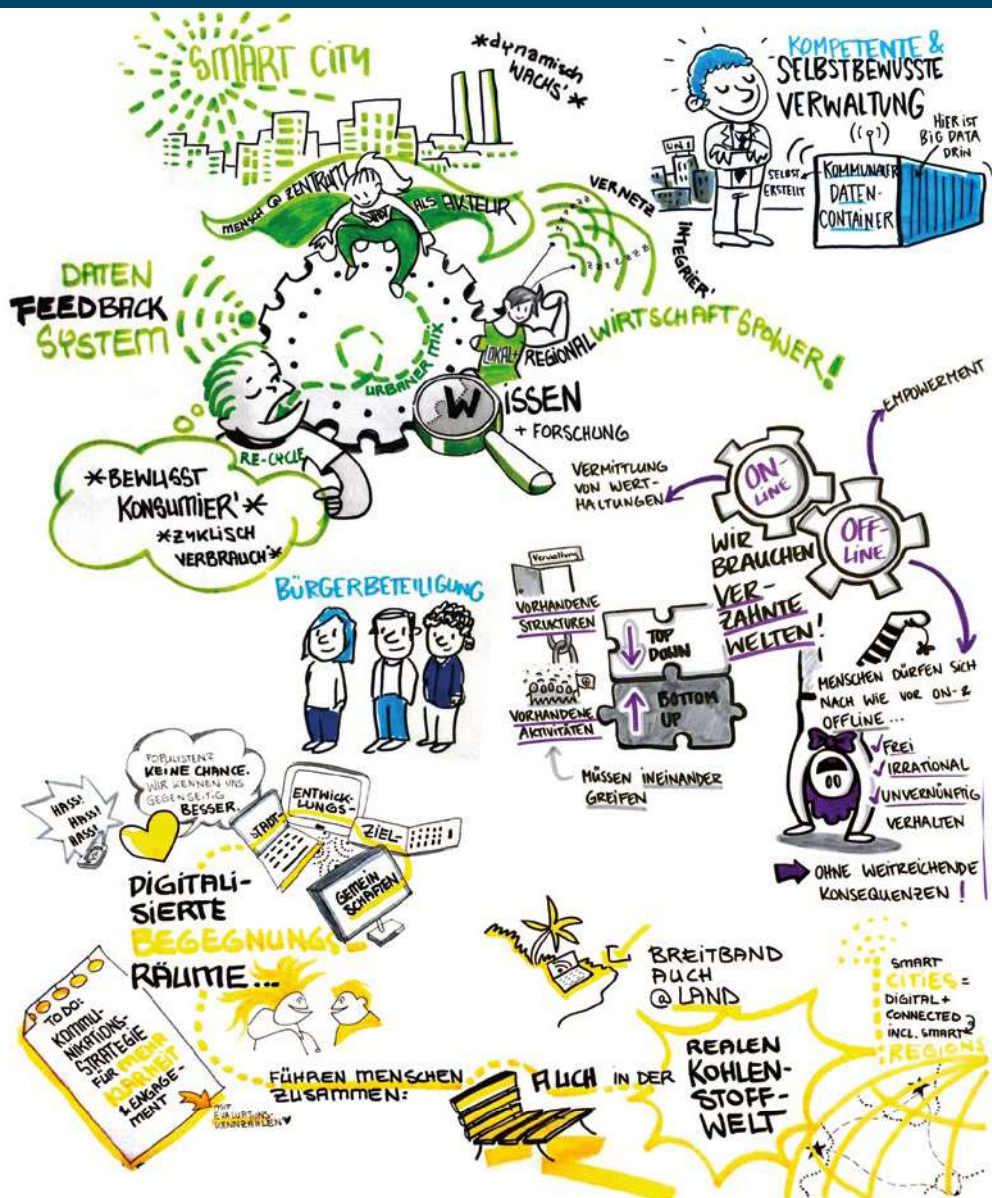 SMART CITY
*dynamisch
WACHS'*
MENSCH @ ZENTRUM
STADT
ALS AKTEUR
VERNETZ
INTEGRIER'
DATEN
FEEDBACK
SYSTEM
URBANER MIX
LOKAL+
REGIONAL
WIRTSCHAFTSPOWER!
WISSEN
+ FORSCHUNG
RE-CYCLE
*BEWUSST
KONSUMIER'*
*ZYKLISCH
VERBRAUCH'*
KOMPETENTE &
SELBSTBEWUSSTE
VERWALTUNG
UNI
SELBST
ERSTELLT
KOMMUNALER
DATEN-
CONTAINER
HIER IST
BIG DATA
DRIN
EMPOWERMENT
VERMITTLUNG
VON WERT-
HALTUNGEN
ON-
LINE
OFF-
LINE
WIR
BRAUCHEN
VER-
ZAHNTE
WELTEN!
BÜRGERBETEILIGUNG
Verwaltung
VORHANDENE
STRUKTUREN
TOP
DOWN
VORHANDENE
AKTIVITÄTEN
BOTTOM
UP
MÜSSEN INEINANDER
GREIFEN
MENSCHEN DÜRFEN SICH
NACH WIE VOR ON- &
OFFLINE...
FREI
IRRATIONAL
UNVERNÜNFTIG
VERHALTEN
OHNE WEITREICHENDE
KONSEQUENZEN!
HASS!
HASS!
HASS!
POPULISTEN?
KEINE CHANCE.
WIR KENNEN UNS
GEGENSEITIG
BESSER.
STADT-
ENTWICK-
LUNGS-
ZIEL-
GEMEIN
SCHAFTEN
DIGITALI-
SIERTE
BEGEGNUNGS-
RÄUME...
TO DO:
KOMMU-
NIKATIONS-
STRATEGIE
FÜR MEHR
KLARHEIT
& ENGAGE-
MENT
MIT
EVALUATIONS-
KENNZAHLEN
FÜHREN MENSCHEN
ZUSAMMEN:
AUCH IN DER
REALEN
KOHLEN-
STOFF-
WELT
BREITBAND
AUCH
@ LAND
SMART
CITIES =
DIGITAL +
CONNECTED
INCL. SMART
REGIONS